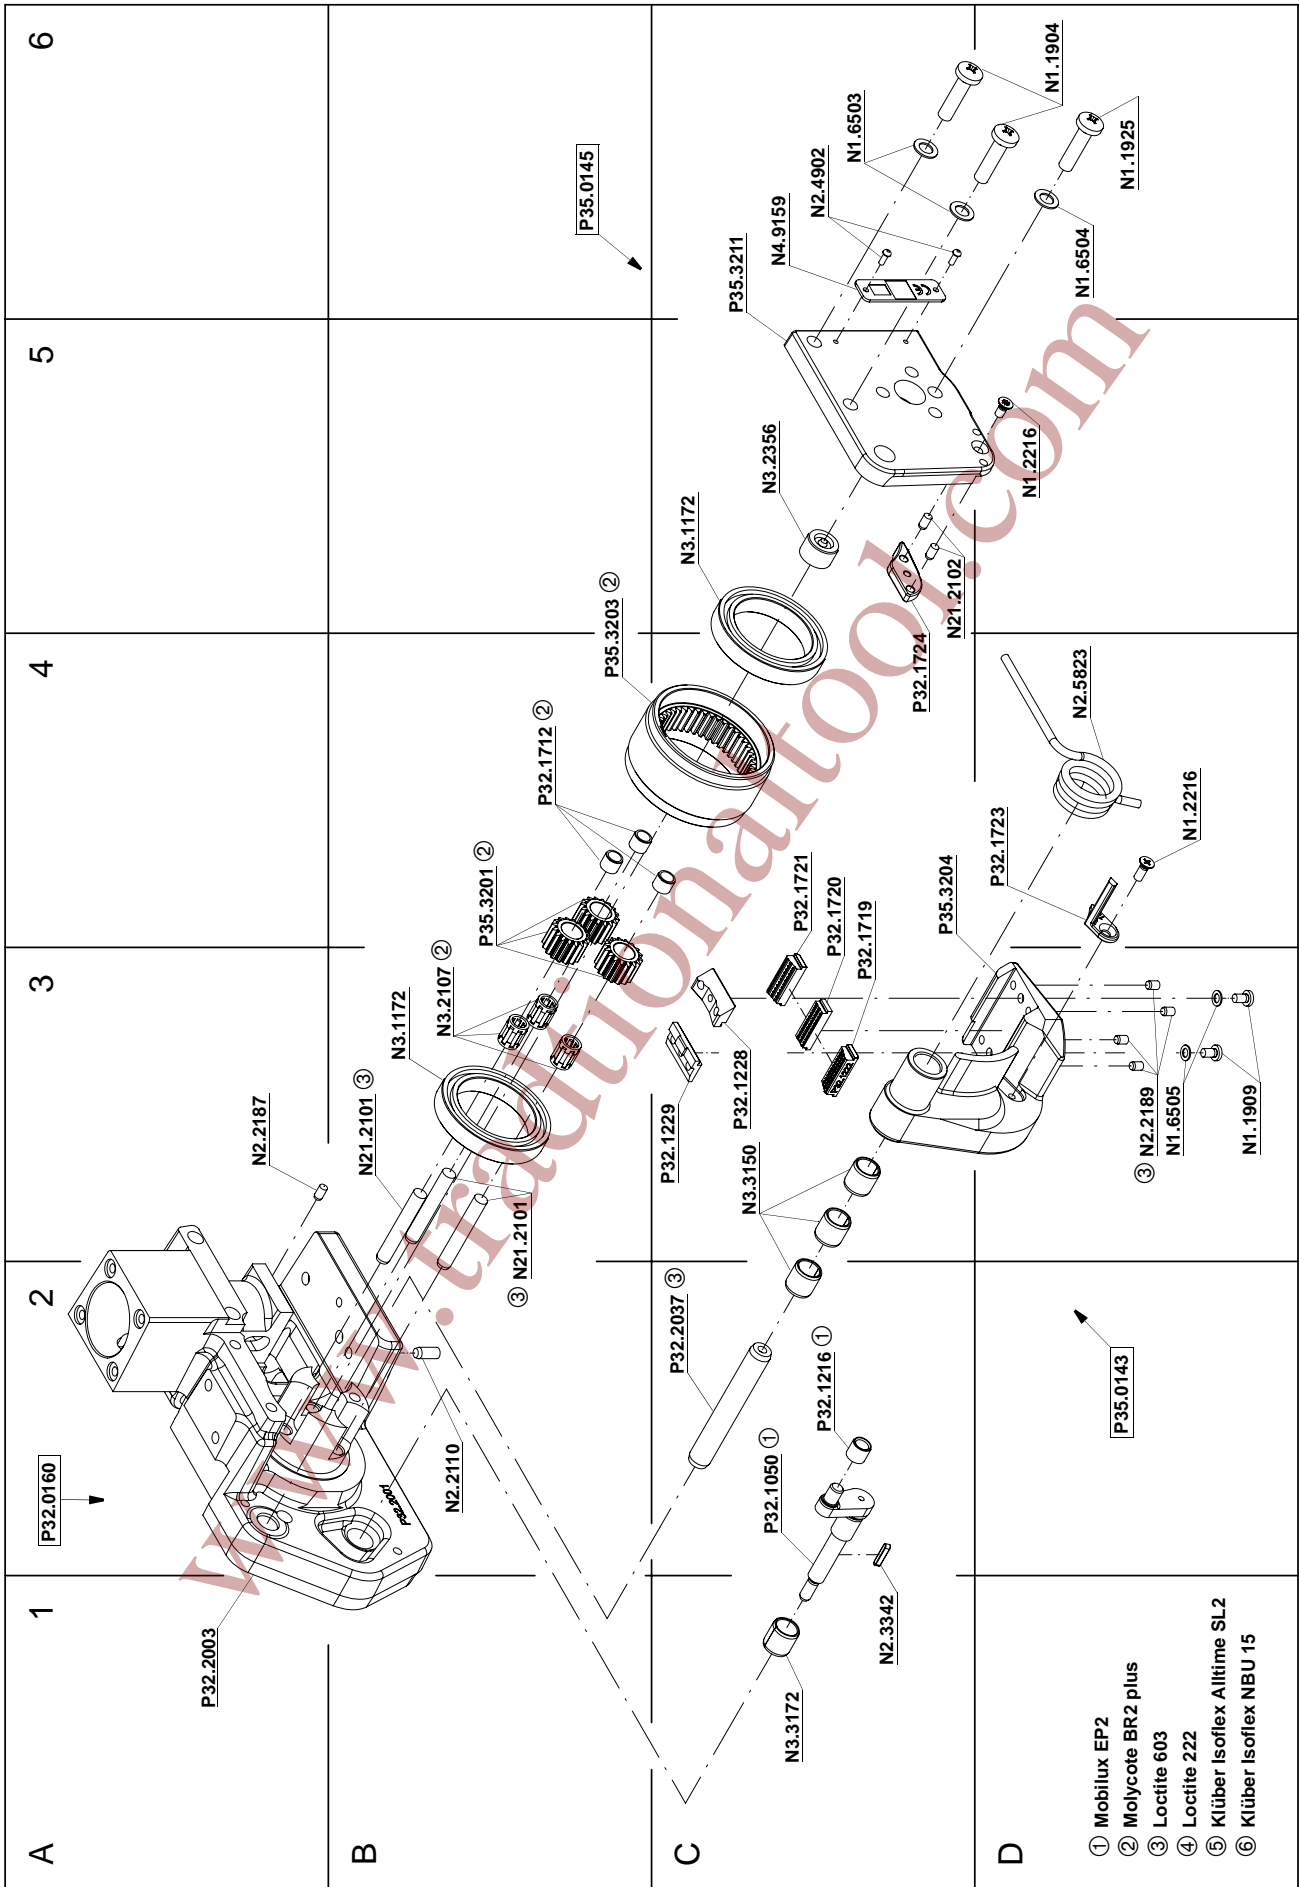 6
5
4
3
2
1
A
B
C
D
P35.0145
N1.1904
N1.6503
N2.4902
N4.9159
P35.3211
N1.1925
N1.6504
N1.2216
N3.2356
N3.1172
N21.2102
P32.1724
P35.3203 ②
P32.1712 ②
P35.3201 ②
N3.2107 ②
N3.1172
N21.2101 ③
N2.2187
③ N21.2101
P32.1721
P32.1720
P32.1719
P32.1228
P32.1229
N3.3150
P35.3204
P32.1723
N2.5823
N1.2216
③ N2.2189
N1.6505
N1.1909
P32.2037 ③
P32.1216 ①
P32.1050 ①
N2.3342
N3.3172
N2.2110
P32.0160
P32.2003
P32.2001
P35.0143
① Mobilux EP2
② Molycote BR2 plus
③ Loctite 603
④ Loctite 222
⑤ Klüber Isoflex Alltime SL2
⑥ Klüber Isoflex NBU 15
www.tradtionaltool.com